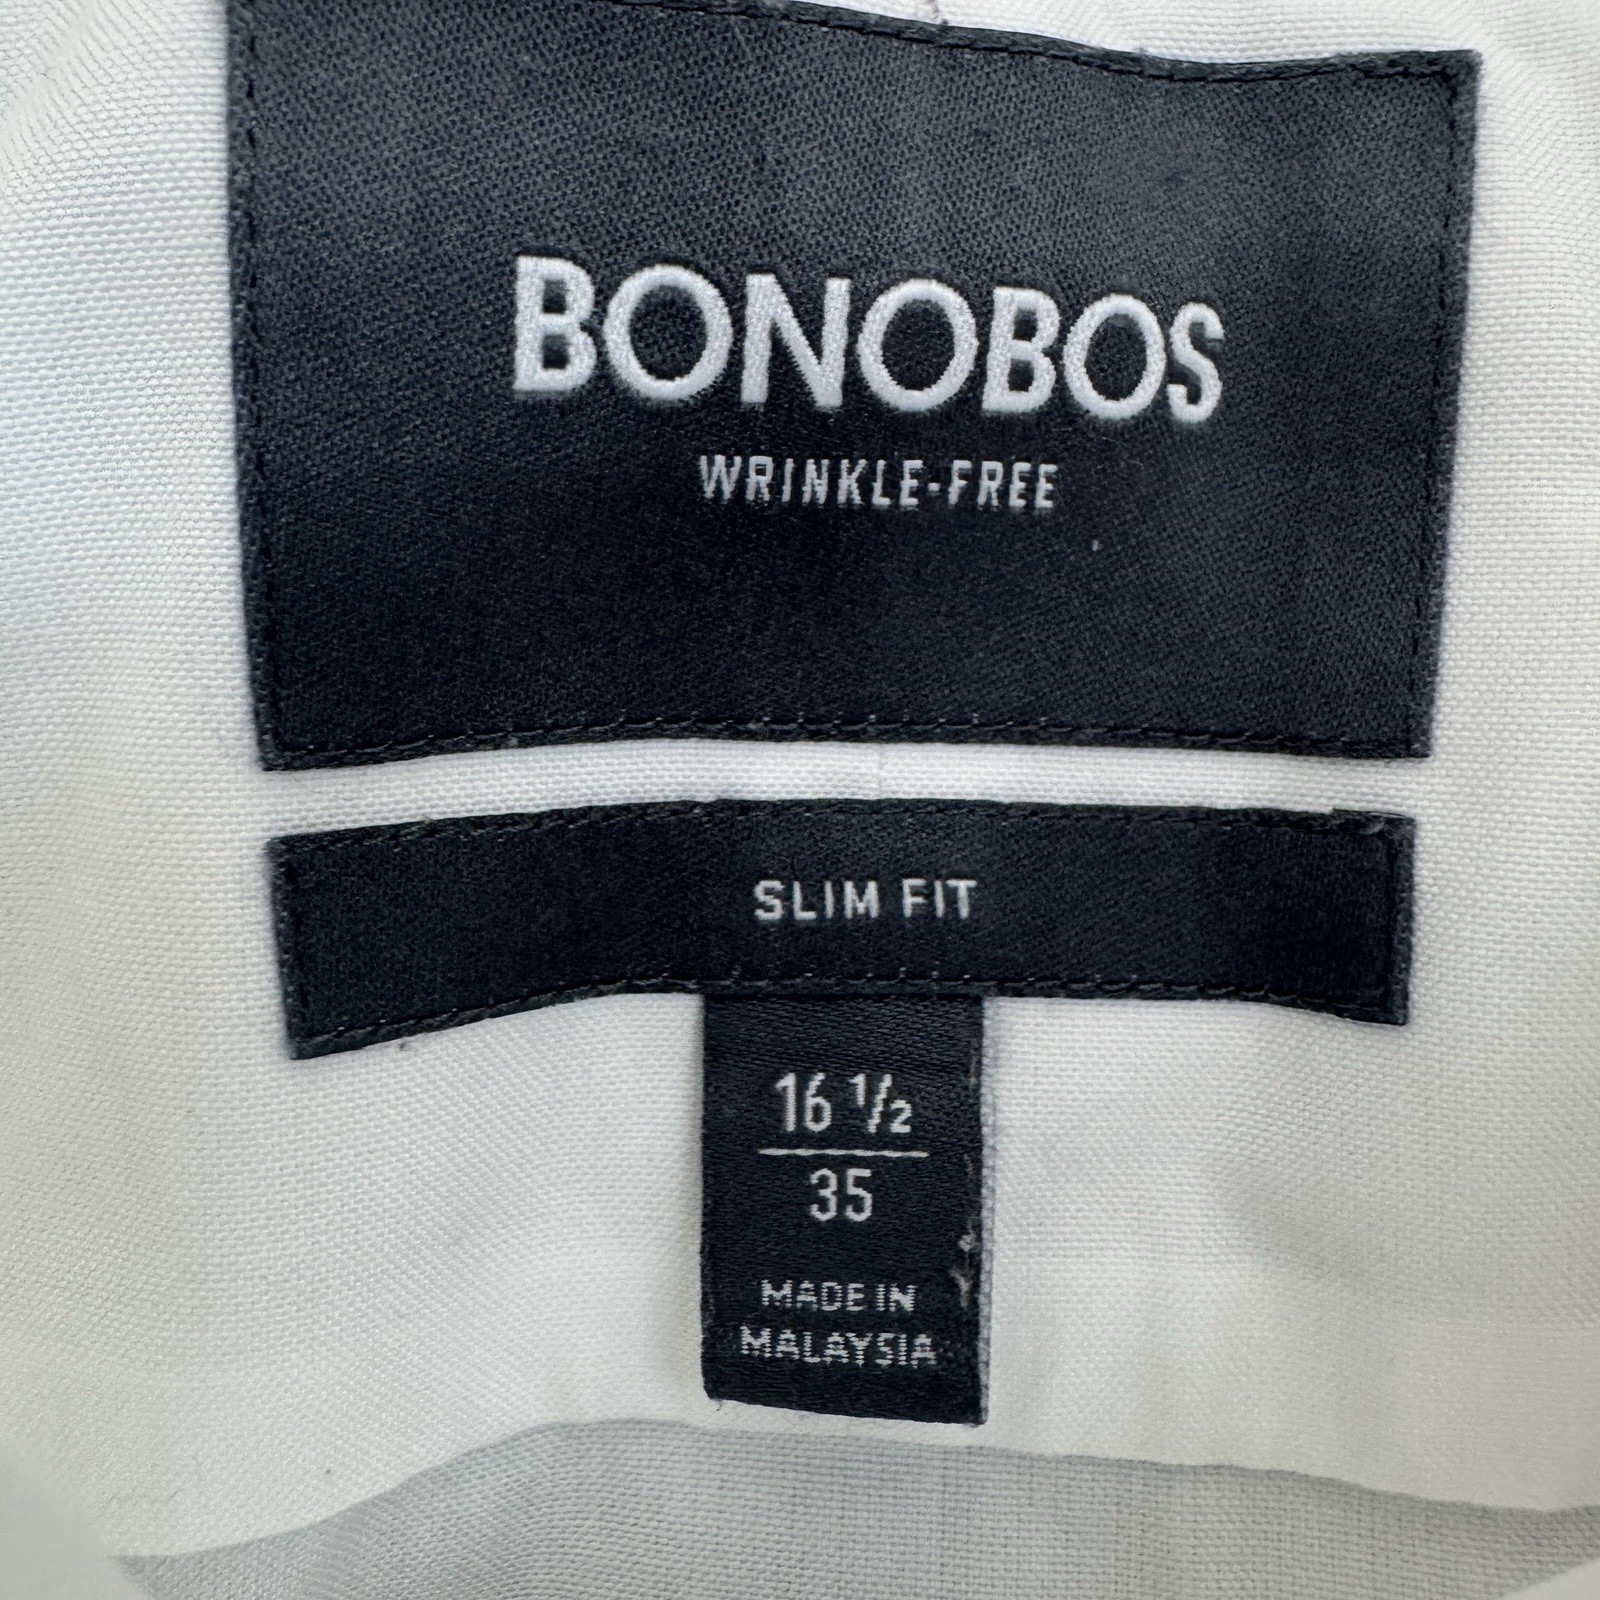 BONOBOS
WRINKLE-FREE
SLIM FIT
16 1/2
35
MADE IN
MALAYSIA